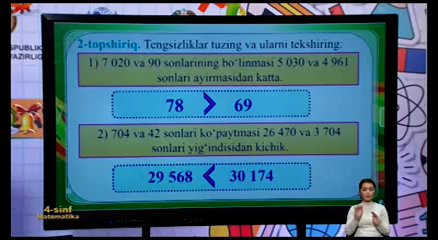 2-topshiriq. Tengsizliklar tuzing va ularni tekshiring:
1) 7 020 va 90 sonlarining bo‘linmasi 5 030 va 4 961
sonlari ayirmasidan katta.
78 > 69
2) 704 va 42 sonlari ko‘paytmasi 26 470 va 3 704
sonlari yig‘indisidan kichik.
29 568 < 30 174
4-sinf
Matematika